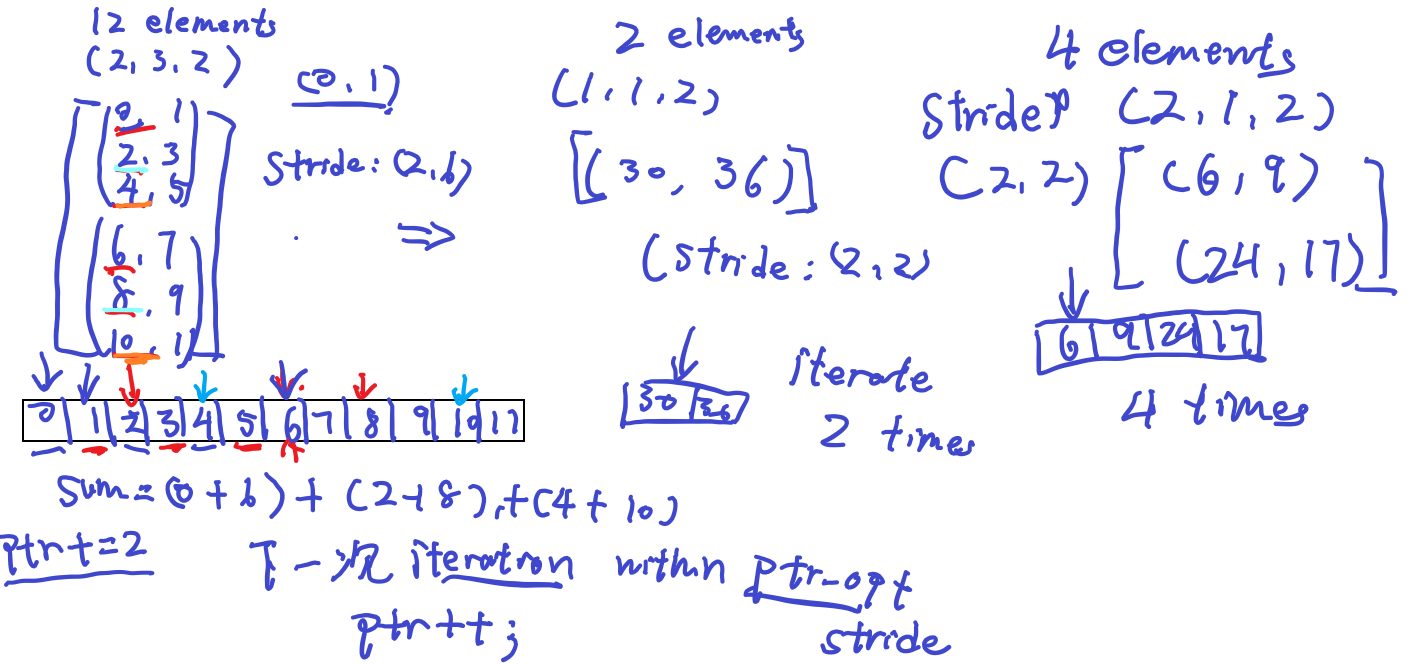 12 elements
(2, 3, 2)
(0, 1)
[ (0, 1)
2, 3
4, 5)
stride: (2, 6)
(6, 7
8, 9
10, 11) ]
⇒
0 | 1 | 2 | 3 | 4 | 5 | 6 | 7 | 8 | 9 | 10 | 11
sum = (0 + 6) + (2 + 8) + (4 + 10)
ptr t=2
下一次 iteration within ptr_opt
stride
ptr ++;
2 elements
(1, 1, 2)
[(30, 36)]
(stride: (2, 2)
30 | 36
iterate
2 times
4 elements
stride (2, 1, 2)
(2, 2) [ (6, 9)
(24, 17) ]
6 | 9 | 24 | 17
4 times